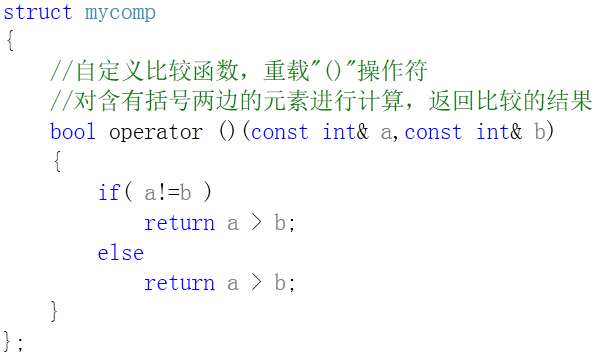 struct mycomp
{
    //自定义比较函数，重载"()"操作符
    //对含有括号两边的元素进行计算，返回比较的结果
    bool operator ()(const int& a,const int& b)
    {
        if( a!=b )
            return a > b;
        else
            return a > b;
    }
};